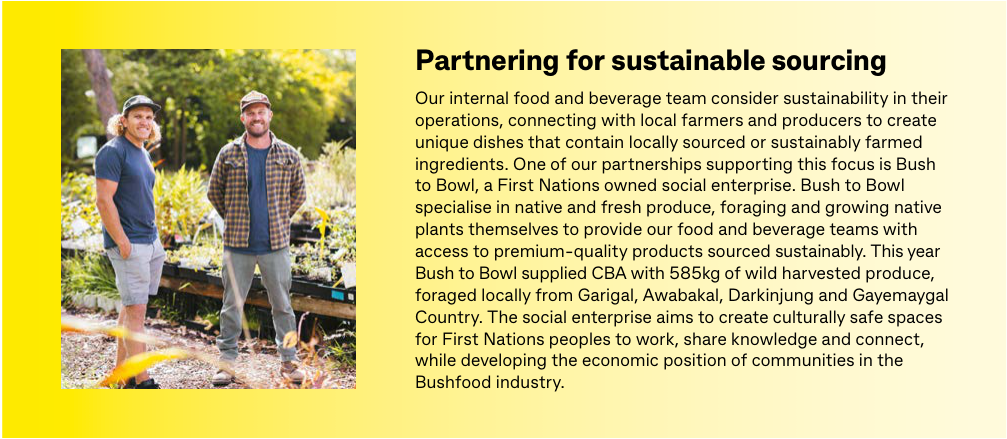 Partnering for sustainable sourcing
Our internal food and beverage team consider sustainability in their
operations, connecting with local farmers and producers to create
unique dishes that contain locally sourced or sustainably farmed
ingredients. One of our partnerships supporting this focus is Bush
to Bowl, a First Nations owned social enterprise. Bush to Bowl
specialise in native and fresh produce, foraging and growing native
plants themselves to provide our food and beverage teams with
access to premium-quality products sourced sustainably. This year
Bush to Bowl supplied CBA with 585kg of wild harvested produce,
foraged locally from Garigal, Awabakal, Darkinjung and Gayemaygal
Country. The social enterprise aims to create culturally safe spaces
for First Nations peoples to work, share knowledge and connect,
while developing the economic position of communities in the
Bushfood industry.